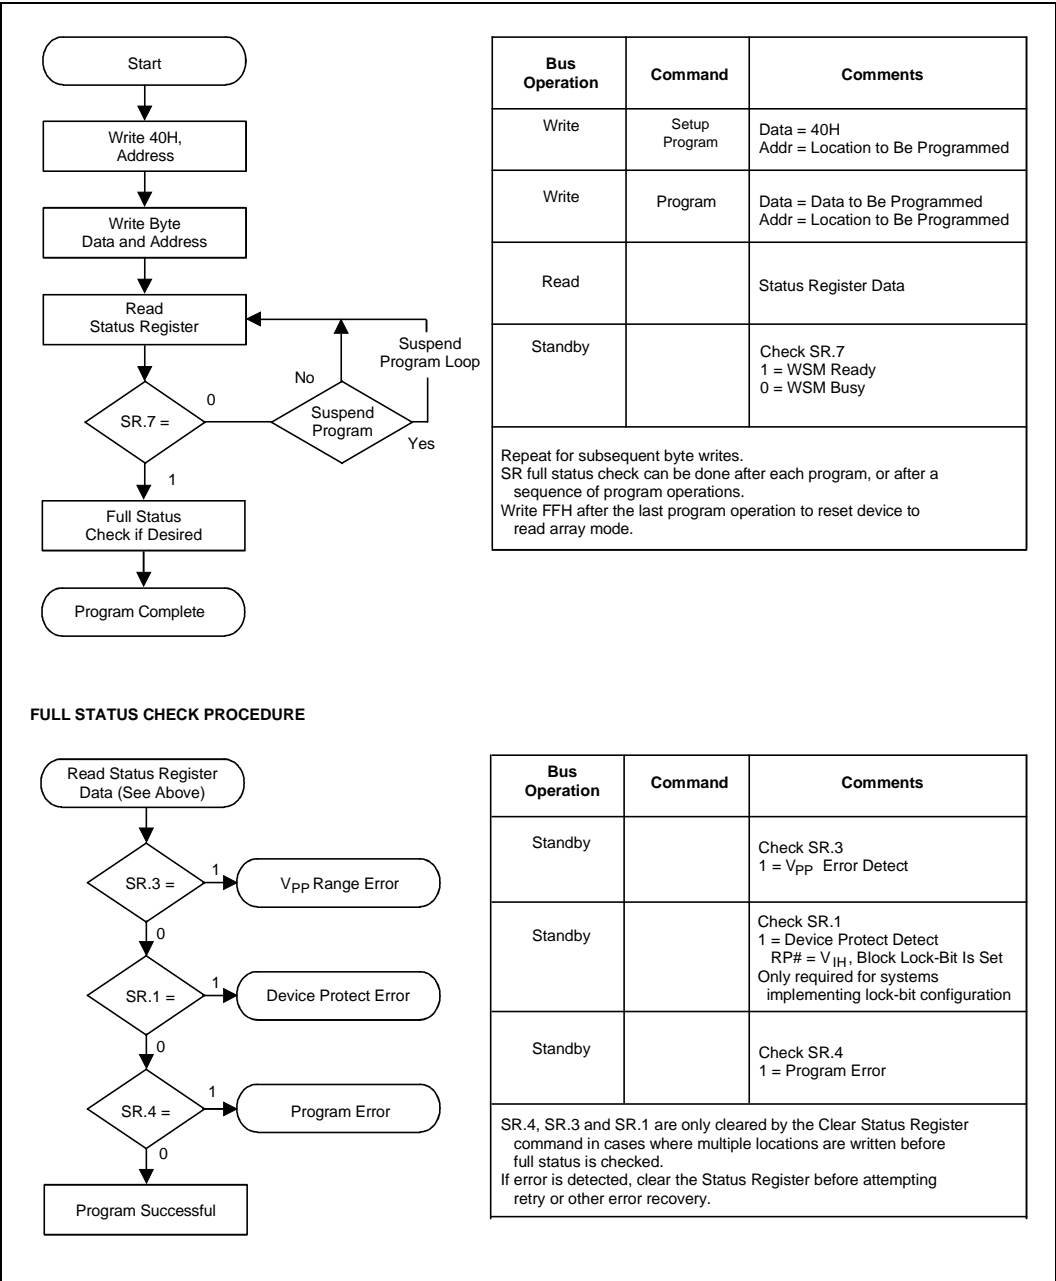 Start
Write 40H,
Address
Write Byte
Data and Address
Read
Status Register
SR.7 =
0
1
No
Suspend
Program
Yes
Suspend
Program Loop
Full Status
Check if Desired
Program Complete
Bus
Operation
Command
Comments
Write
Setup
Program
Data = 40H
Addr = Location to Be Programmed
Write
Program
Data = Data to Be Programmed
Addr = Location to Be Programmed
Read
Status Register Data
Standby
Check SR.7
1 = WSM Ready
0 = WSM Busy
Repeat for subsequent byte writes.
SR full status check can be done after each program, or after a
sequence of program operations.
Write FFH after the last program operation to reset device to
read array mode.
FULL STATUS CHECK PROCEDURE
Read Status Register
Data (See Above)
SR.3 =
1
VPP Range Error
0
SR.1 =
1
Device Protect Error
0
SR.4 =
1
Program Error
0
Program Successful
Bus
Operation
Command
Comments
Standby
Check SR.3
1 = VPP Error Detect
Standby
Check SR.1
1 = Device Protect Detect
RP# = VIH, Block Lock-Bit Is Set
Only required for systems
implementing lock-bit configuration
Standby
Check SR.4
1 = Program Error
SR.4, SR.3 and SR.1 are only cleared by the Clear Status Register
command in cases where multiple locations are written before
full status is checked.
If error is detected, clear the Status Register before attempting
retry or other error recovery.